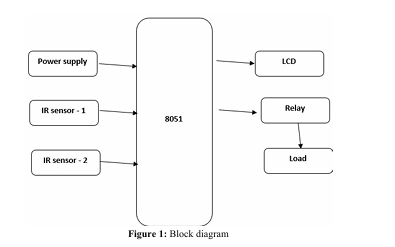 Power supply
LCD
IR sensor - 1
Relay
8051
IR sensor - 2
Load
Figure 1: Block diagram